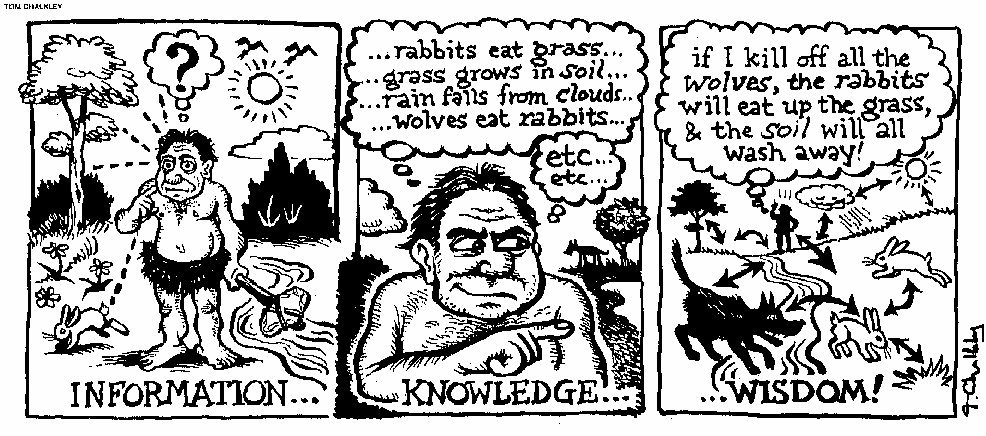 TOM CHALKLEY
?
INFORMATION...
...rabbits eat grass...
...grass grows in soil...
...rain falls from clouds..
...wolves eat rabbits...
etc...
etc...
KNOWLEDGE...
if I kill off all the
wolves, the rabbits
will eat up the grass,
& the soil will all
wash away!
...WISDOM!
T. Chalkley